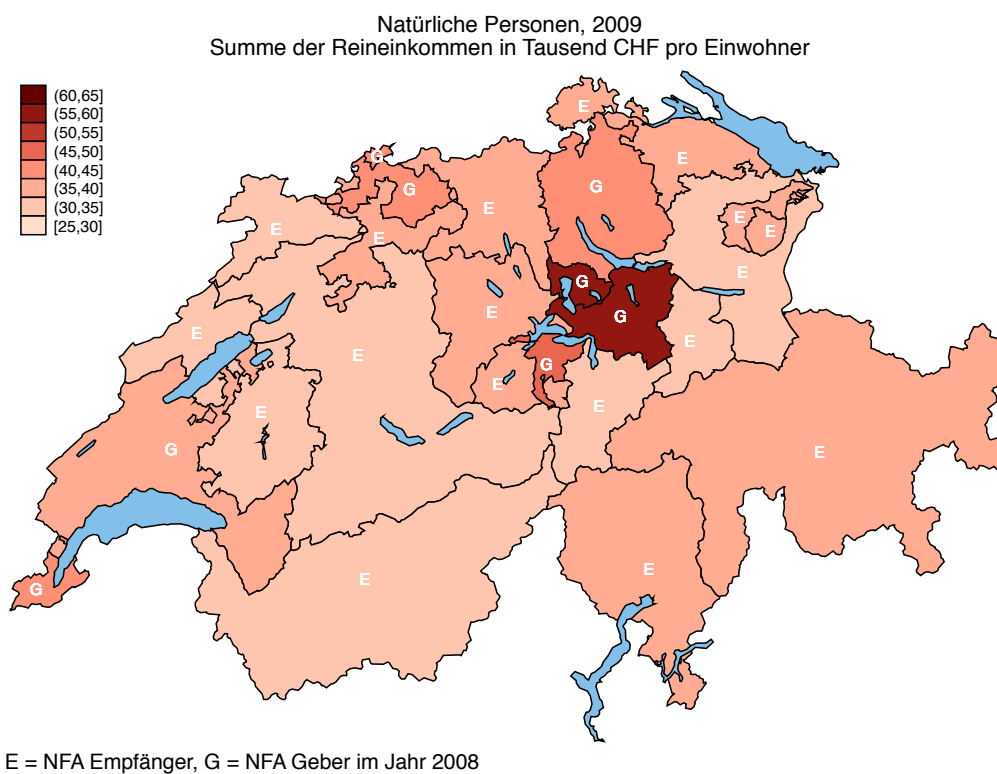 Natürliche Personen, 2009
Summe der Reineinkommen in Tausend CHF pro Einwohner
(60,65]
(55,60]
(50,55]
(45,50]
(40,45]
(35,40]
(30,35]
[25,30]
E
G
E
G
G
E
E
E
E
E
E
G
E
E
G
E
E
E
G
E
E
E
G
E
E
E
G
E = NFA Empfänger, G = NFA Geber im Jahr 2008